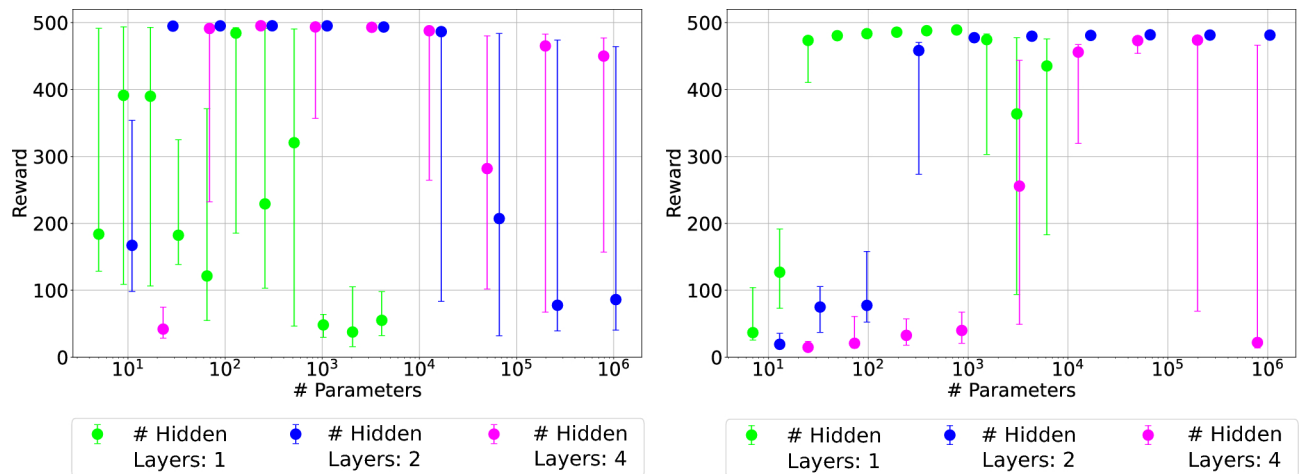 500
400
300
200
100
0
Reward
10^1
10^2
10^3
10^4
10^5
10^6
# Parameters
# Hidden Layers: 1
# Hidden Layers: 2
# Hidden Layers: 4
500
400
300
200
100
0
Reward
10^1
10^2
10^3
10^4
10^5
10^6
# Parameters
# Hidden Layers: 1
# Hidden Layers: 2
# Hidden Layers: 4